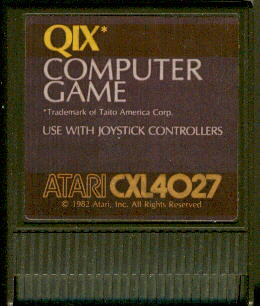 QIX*
COMPUTER
GAME
*Trademark of Taito America Corp.
USE WITH JOYSTICK CONTROLLERS
ATARI CXL4027
© 1982 Atari, Inc. All Rights Reserved